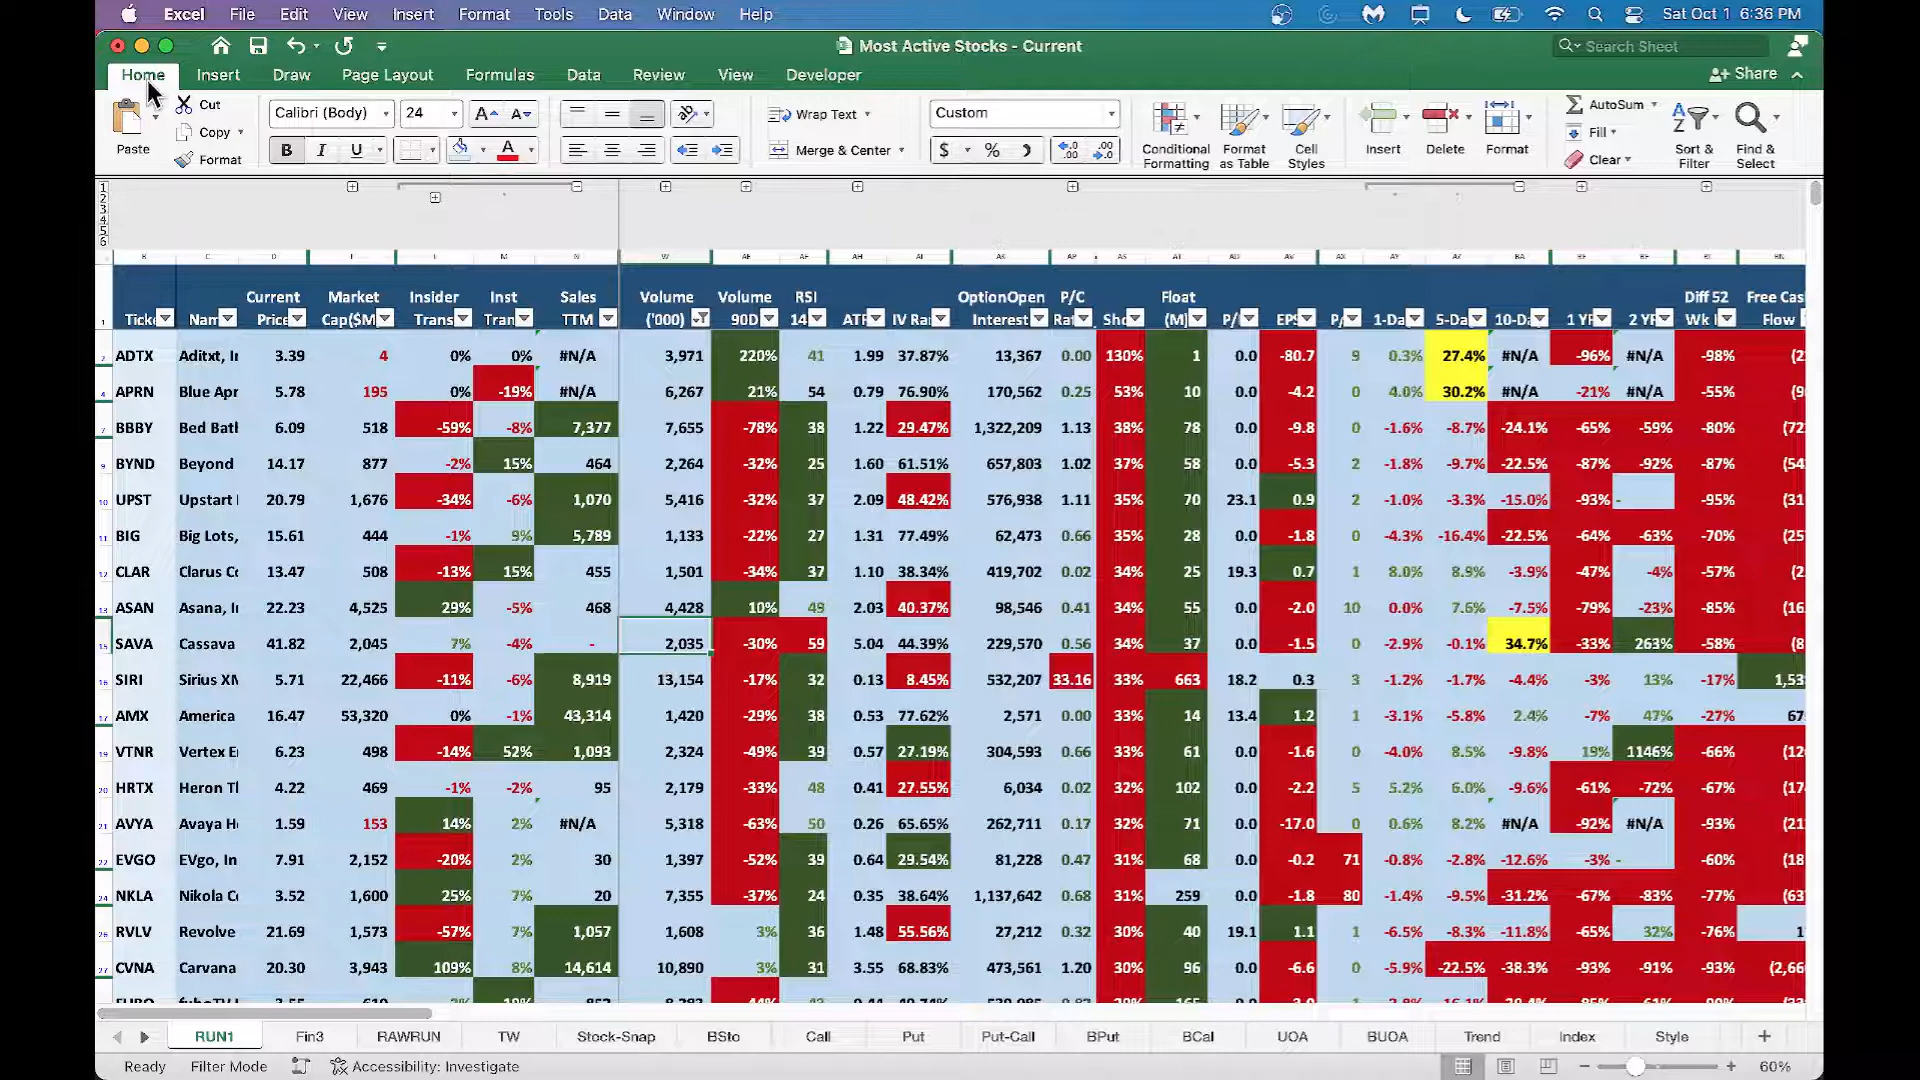 Excel File Edit View Insert Format Tools Data Window Help Sat Oct 1 6:36 PM
Most Active Stocks - Current Search Sheet
Home Insert Draw Page Layout Formulas Data Review View Developer Share
Paste Cut Copy Format
Calibri (Body) 24 B I U A
Wrap Text Merge & Center
Custom $ %
Conditional Formatting Format as Table Cell Styles Insert Delete Format
AutoSum Fill Clear Sort & Filter Find & Select
Current Market Insider Inst Sales Volume Volume RSI OptionOpen P/C Float Diff 52 Free Cas
Ticke Nam Price Cap($M Trans Tran TTM ('000) 90D 14 ATF IV Ra Interest Rat Sho (M) P/ EPS P/ 1-Da 5-Da 10-Da 1 YF 2 YF Wk Flow
ADTX Aditxt, Ir 3.39 4 0% 0% #N/A 3,971 220% 41 1.99 37.87% 13,367 0.00 130% 1 0.0 -80.7 9 0.3% 27.4% #N/A -96% #N/A -98% (2
APRN Blue Apr 5.78 195 0% -19% #N/A 6,267 21% 54 0.79 76.90% 170,562 0.25 53% 10 0.0 -4.2 0 4.0% 30.2% #N/A -21% #N/A -55% (9
BBBY Bed Batl 6.09 518 -59% -8% 7,377 7,655 -78% 38 1.22 29.47% 1,322,209 1.13 38% 78 0.0 -9.8 0 -1.6% -8.7% -24.1% -65% -59% -80% (72
BYND Beyond 14.17 877 -2% 15% 464 2,264 -32% 25 1.60 61.51% 657,803 1.02 37% 58 0.0 -5.3 2 -1.8% -9.7% -22.5% -87% -92% -87% (54
UPST Upstart 20.79 1,676 -34% -6% 1,070 5,416 -32% 37 2.09 48.42% 576,938 1.11 35% 70 23.1 0.9 2 -1.0% -3.3% -15.0% -93% - -95% (31
BIG Big Lots, 15.61 444 -1% 9% 5,789 1,133 -22% 27 1.31 77.49% 62,473 0.66 35% 28 0.0 -1.8 0 -4.3% -16.4% -22.5% -64% -63% -70% (25
CLAR Clarus Cc 13.47 508 -13% 15% 455 1,501 -34% 37 1.10 38.34% 419,702 0.02 34% 25 19.3 0.7 1 8.0% 8.9% -3.9% -47% -4% -57% (2
ASAN Asana, Ir 22.23 4,525 29% -5% 468 4,428 10% 49 2.03 40.37% 98,546 0.41 34% 55 0.0 -2.0 10 0.0% 7.6% -7.5% -79% -23% -85% (16
SAVA Cassava 41.82 2,045 7% -4% - 2,035 -30% 59 5.04 44.39% 229,570 0.56 34% 37 0.0 -1.5 0 -2.9% -0.1% 34.7% -33% 263% -58% (8
SIRI Sirius XM 5.71 22,466 -11% -6% 8,919 13,154 -17% 32 0.13 8.45% 532,207 33.16 33% 663 18.2 0.3 3 -1.2% -1.7% -4.4% -3% 13% -17% 1,53
AMX America 16.47 53,320 0% -1% 43,314 1,420 -29% 38 0.53 77.62% 2,571 0.00 33% 14 13.4 1.2 1 -3.1% -5.8% 2.4% -7% 47% -27% 67
VTNR Vertex E 6.23 498 -14% 52% 1,093 2,324 -49% 39 0.57 27.19% 304,593 0.66 33% 61 0.0 -1.6 0 -4.0% 8.5% -9.8% 19% 1146% -66% (12
HRTX Heron Tl 4.22 469 -1% -2% 95 2,179 -33% 48 0.41 27.55% 6,034 0.02 32% 102 0.0 -2.2 5 5.2% 6.0% -9.6% -61% -72% -67% (17
AVYA Avaya H 1.59 153 14% 2% #N/A 5,318 -63% 50 0.26 65.65% 262,711 0.17 32% 71 0.0 -17.0 0 0.6% 8.2% #N/A -92% #N/A -93% (21
EVGO EVgo, In 7.91 2,152 -20% 2% 30 1,397 -52% 39 0.64 29.54% 81,228 0.47 31% 68 0.0 -0.2 71 -0.8% -2.8% -12.6% -3% - -60% (18
NKLA Nikola C 3.52 1,600 25% 7% 20 7,355 -37% 24 0.35 38.64% 1,137,642 0.68 31% 259 0.0 -1.8 80 -1.4% -9.5% -31.2% -67% -83% -77% (63
RVLV Revolve 21.69 1,573 -57% 7% 1,057 1,608 3% 36 1.48 55.56% 27,212 0.32 30% 40 19.1 1.1 1 -6.5% -8.3% -11.8% -65% 32% -76% 1
CVNA Carvana 20.30 3,943 109% 8% 14,614 10,890 3% 31 3.55 68.83% 473,561 1.20 30% 96 0.0 -6.6 0 -5.9% -22.5% -38.3% -93% -91% -93% (2,66
RUN1 Fin3 RAWRUN TW Stock-Snap BSto Call Put Put-Call BPut BCal UOA BUOA Trend Index Style
Ready Filter Mode Accessibility: Investigate 60%